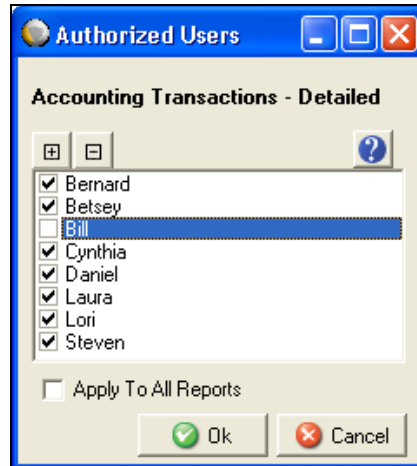 Authorized Users
Accounting Transactions - Detailed
Bernard
Betsey
Bill
Cynthia
Daniel
Laura
Lori
Steven
Apply To All Reports
Ok Cancel